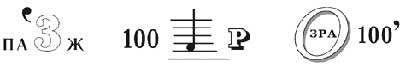 ‘ПА З Ж 100 Р О ЗРА 100’